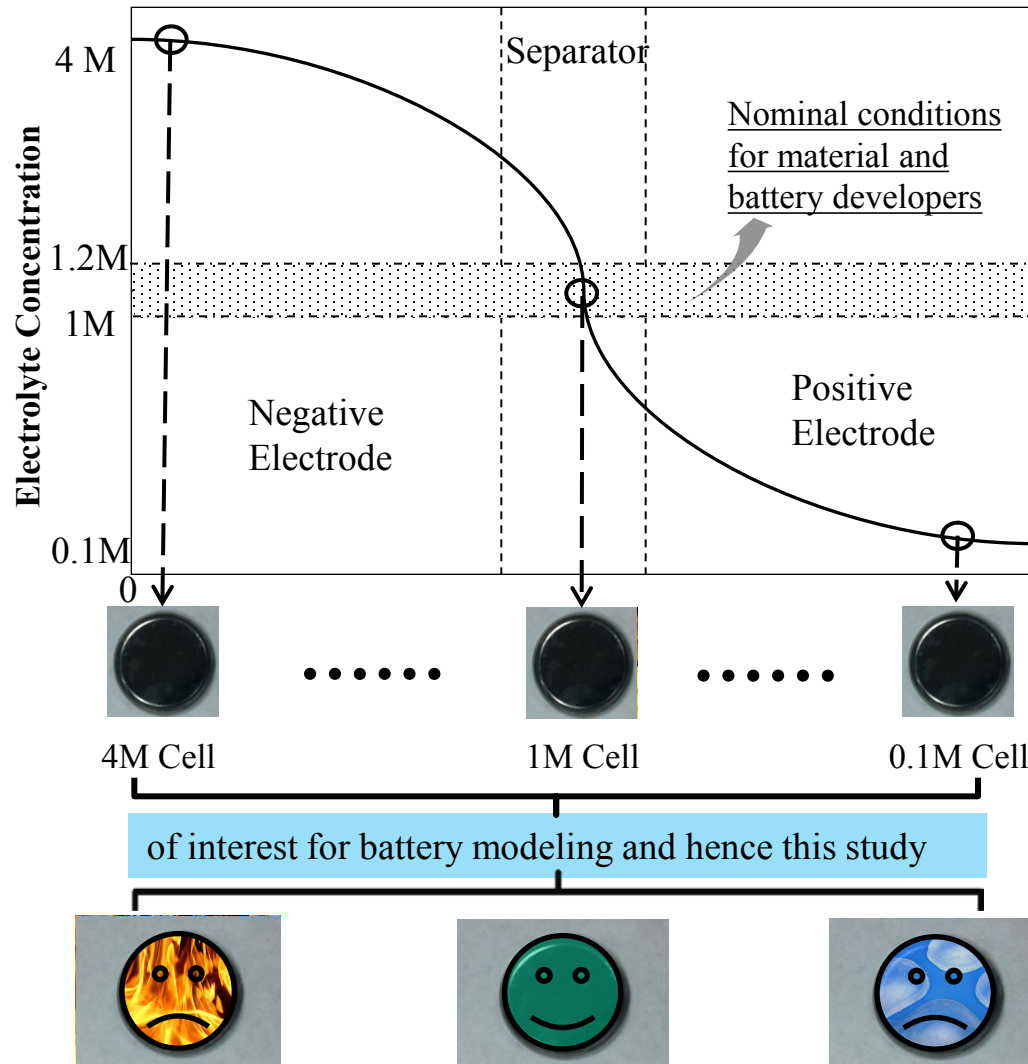 Electrolyte Concentration
4 M
Separator
Nominal conditions
for material and
battery developers
1.2M
1M
Negative
Electrode
Positive
Electrode
0.1M
0
4M Cell
1M Cell
0.1M Cell
of interest for battery modeling and hence this study